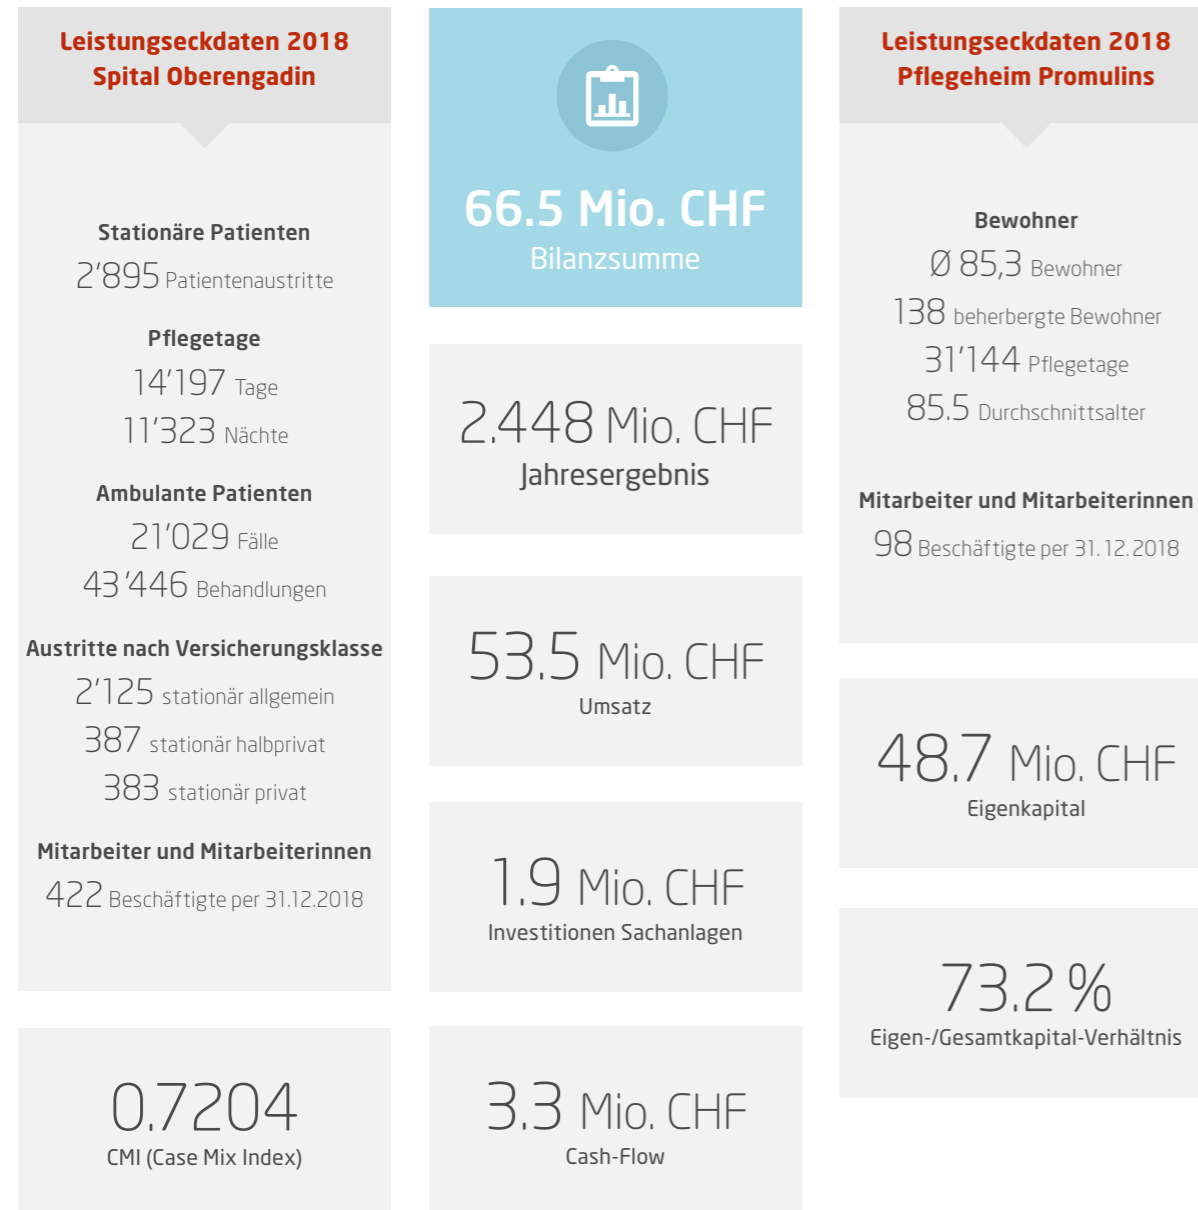 Leistungseckdaten 2018
Spital Oberengadin
Stationäre Patienten
2'895 Patientenaustritte
Pflegetage
14'197 Tage
11'323 Nächte
Ambulante Patienten
21'029 Fälle
43'446 Behandlungen
Austritte nach Versicherungsklasse
2'125 stationär allgemein
387 stationär halbprivat
383 stationär privat
Mitarbeiter und Mitarbeiterinnen
422 Beschäftigte per 31.12.2018
0.7204
CMI (Case Mix Index)
66.5 Mio. CHF
Bilanzsumme
2.448 Mio. CHF
Jahresergebnis
53.5 Mio. CHF
Umsatz
1.9 Mio. CHF
Investitionen Sachanlagen
3.3 Mio. CHF
Cash-Flow
Leistungseckdaten 2018
Pflegeheim Promulins
Bewohner
Ø 85,3 Bewohner
138 beherbergte Bewohner
31'144 Pflegetage
85.5 Durchschnittsalter
Mitarbeiter und Mitarbeiterinnen
98 Beschäftigte per 31.12.2018
48.7 Mio. CHF
Eigenkapital
73.2 %
Eigen-/Gesamtkapital-Verhältnis